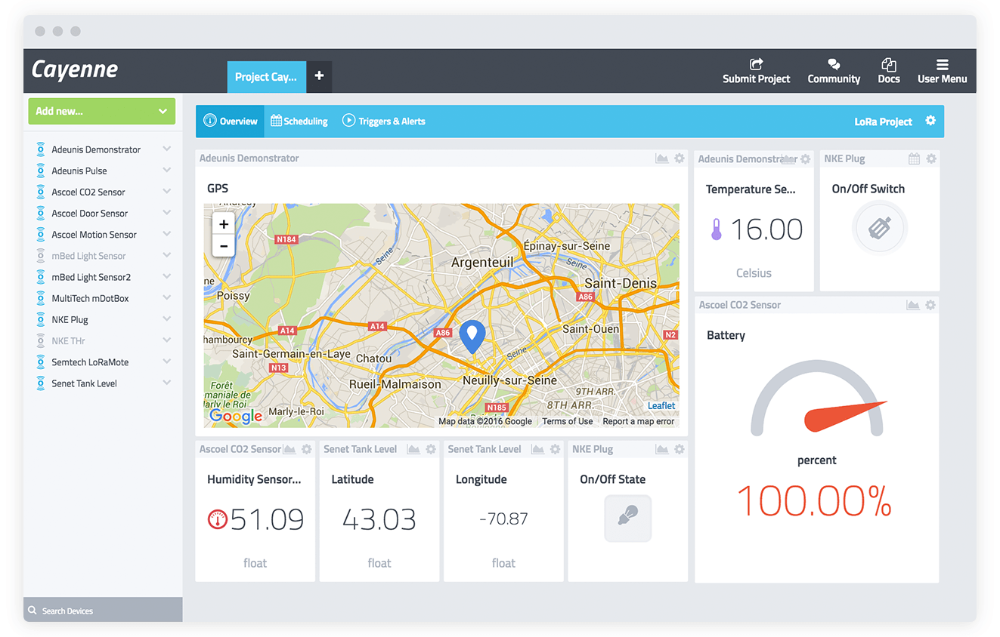 Cayenne
Project Cay...
+
Submit Project
Community
Docs
User Menu
Add new...
Adeunis Demonstrator
Adeunis Pulse
Ascoel CO2 Sensor
Ascoel Door Sensor
Ascoel Motion Sensor
mBed Light Sensor
mBed Light Sensor2
MultiTech mDotBox
NKE Plug
NKE THr
Semtech LoRaMote
Senet Tank Level
Search Devices
Overview
Scheduling
Triggers & Alerts
LoRa Project
Adeunis Demonstrator
GPS
+
-
N184
Seine
Épinay-sur-Seine
Argenteuil
Seine
Saint-Denis
Poissy
A86
A14
A14
A86
Saint-Ouen
N2
hambourcy
Saint-Germain-en-Laye
Chatou
Seine
N13
Rueil-Malmaison
Neuilly-sur-Seine
9TH ARR.
Forêt
maniale de
Marly le Roi
8TH ARR.
N185
Leaflet
Google
Marly-le-Roi
Map data ©2016 Google
Terms of Use
Report a map error
Adeunis Demonstrator
Temperature Se...
16.00
Celsius
NKE Plug
On/Off Switch
Ascoel CO2 Sensor
Battery
percent
100.00%
Ascoel CO2 Sensor
Humidity Sensor...
51.09
float
Senet Tank Level
Latitude
43.03
float
Senet Tank Level
Longitude
-70.87
float
NKE Plug
On/Off State